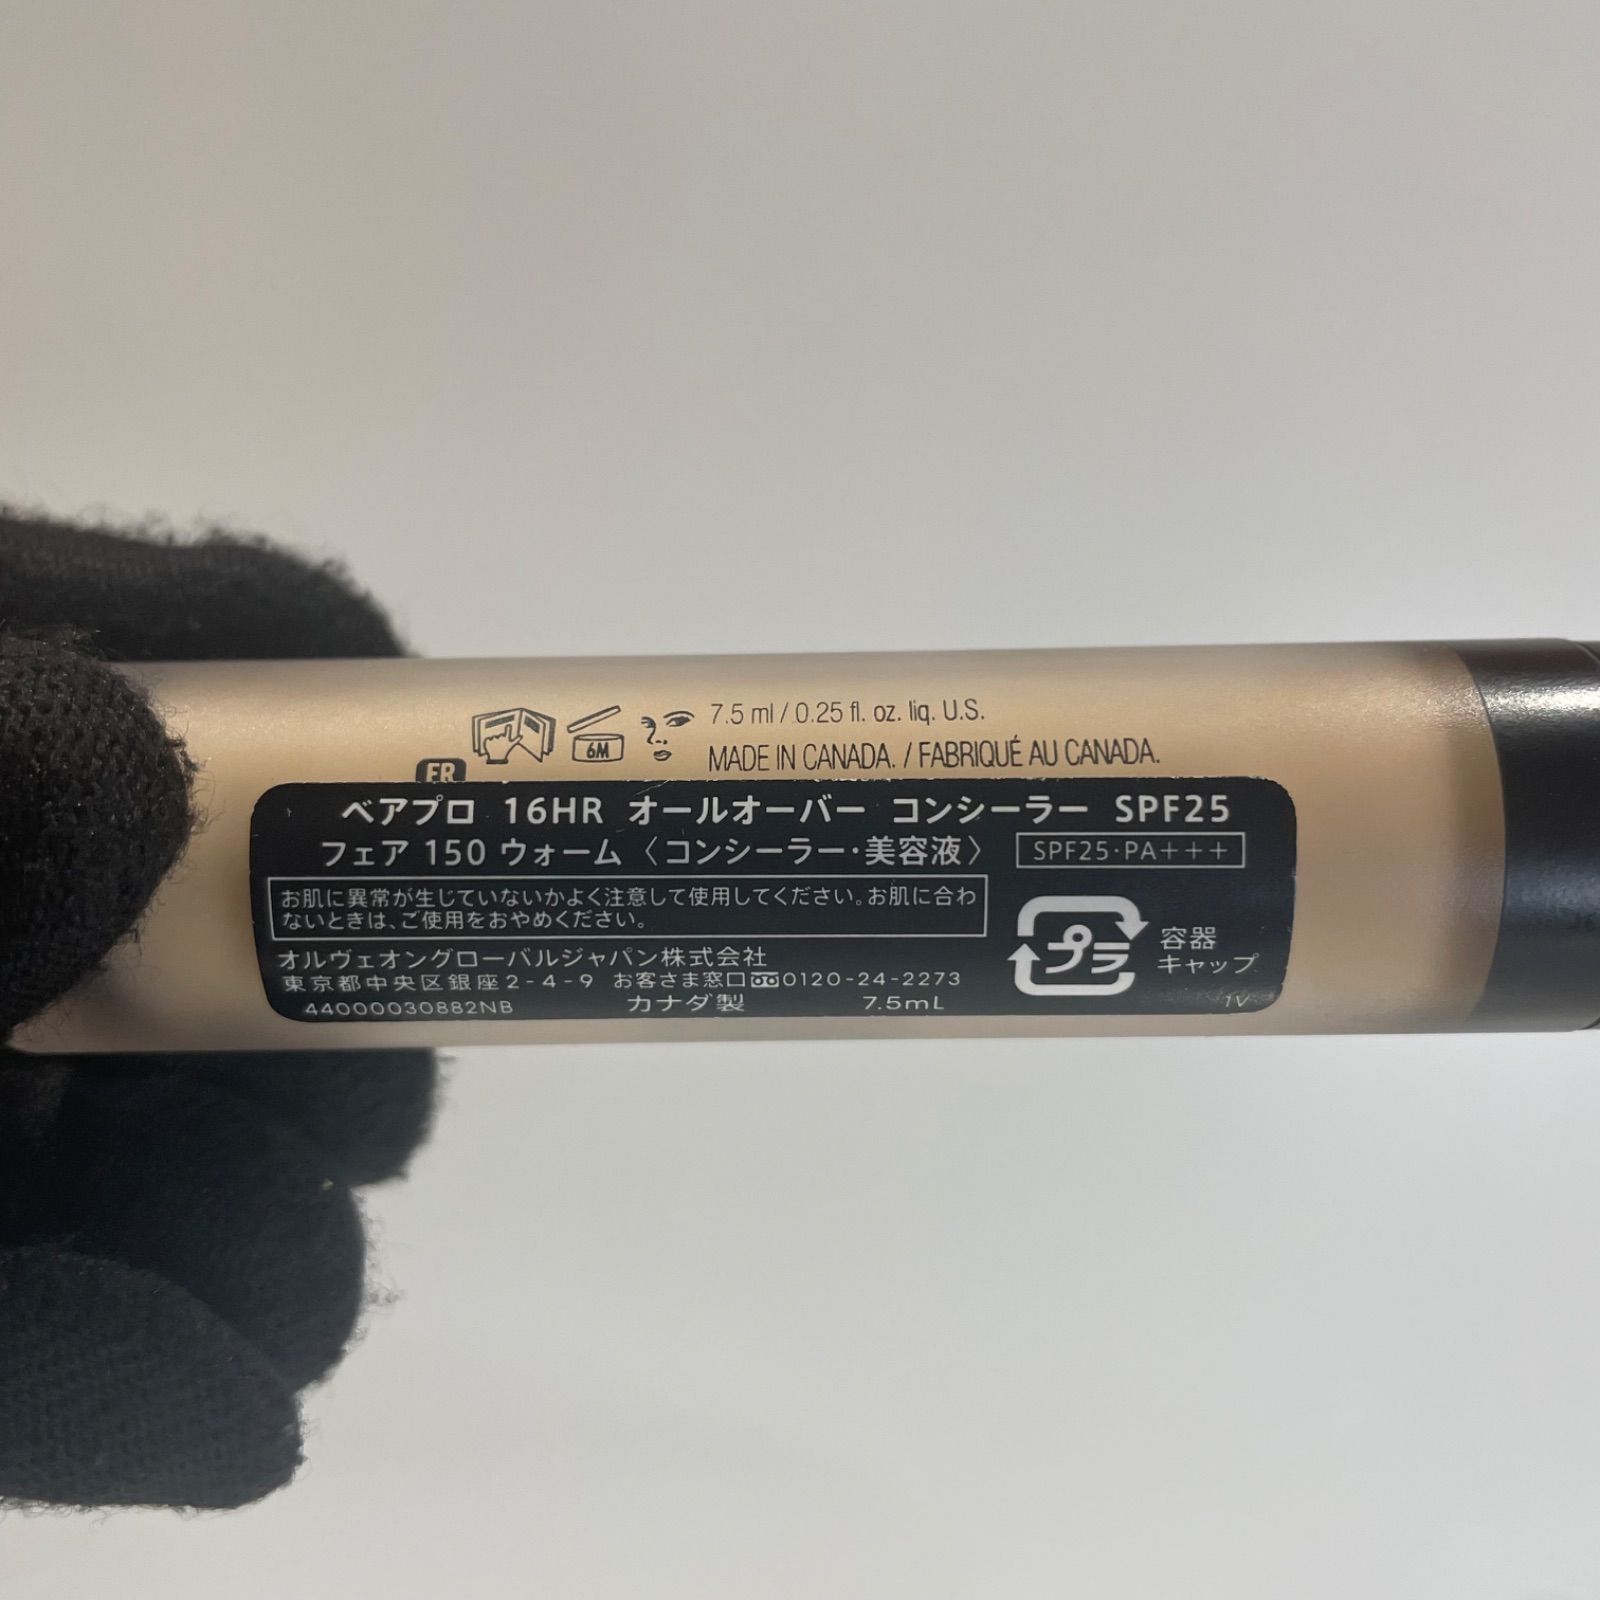 7.5 ml / 0.25 fl. oz. liq. U.S.
6M
MADE IN CANADA. / FABRIQUÉ AU CANADA.
FR
ベアプロ 16HR オールオーバー コンシーラー SPF25
フェア 150 ウォーム〈コンシーラー・美容液〉 SPF25・PA+++
お肌に異常が生じていないかよく注意して使用してください。お肌に合わ
ないときは、ご使用をおやめください。
オルヴェオングローバルジャパン株式会社
東京都中央区銀座2-4-9 お客さま窓口 0120-24-2273
44000030882NB カナダ製 7.5mL
プラ
容器
キャップ
1V